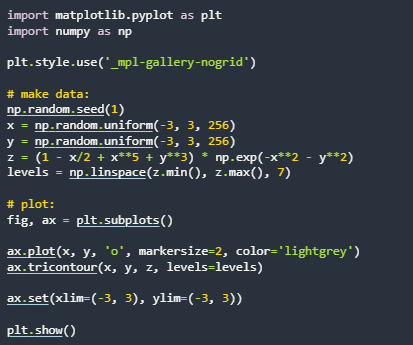 import matplotlib.pyplot as plt
import numpy as np
plt.style.use('_mpl-gallery-nogrid')
# make data:
np.random.seed(1)
x = np.random.uniform(-3, 3, 256)
y = np.random.uniform(-3, 3, 256)
z = (1 - x/2 + x**5 + y**3) * np.exp(-x**2 - y**2)
levels = np.linspace(z.min(), z.max(), 7)
# plot:
fig, ax = plt.subplots()
ax.plot(x, y, 'o', markersize=2, color='lightgrey')
ax.tricontour(x, y, z, levels=levels)
ax.set(xlim=(-3, 3), ylim=(-3, 3))
plt.show()